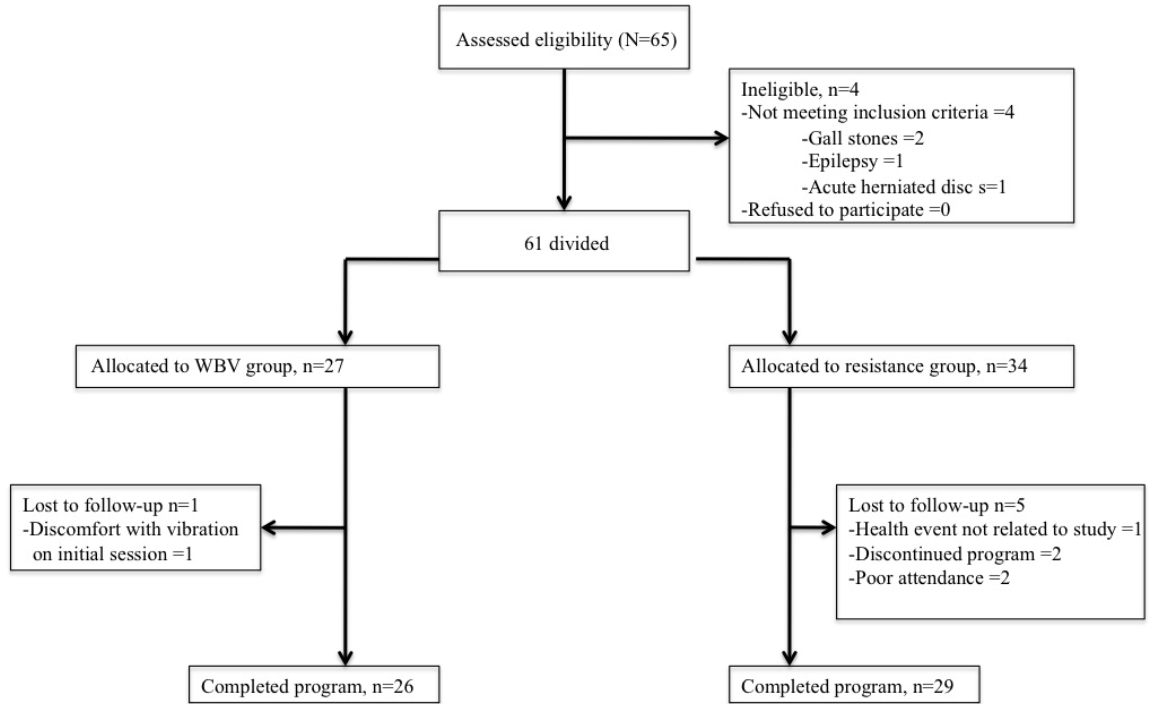 Assessed eligibility (N=65)
Ineligible, n=4
-Not meeting inclusion criteria =4
-Gall stones =2
-Epilepsy =1
-Acute herniated disc s=1
-Refused to participate =0
61 divided
Allocated to WBV group, n=27
Allocated to resistance group, n=34
Lost to follow-up n=1
-Discomfort with vibration
on initial session =1
Lost to follow-up n=5
-Health event not related to study =1
-Discontinued program =2
-Poor attendance =2
Completed program, n=26
Completed program, n=29